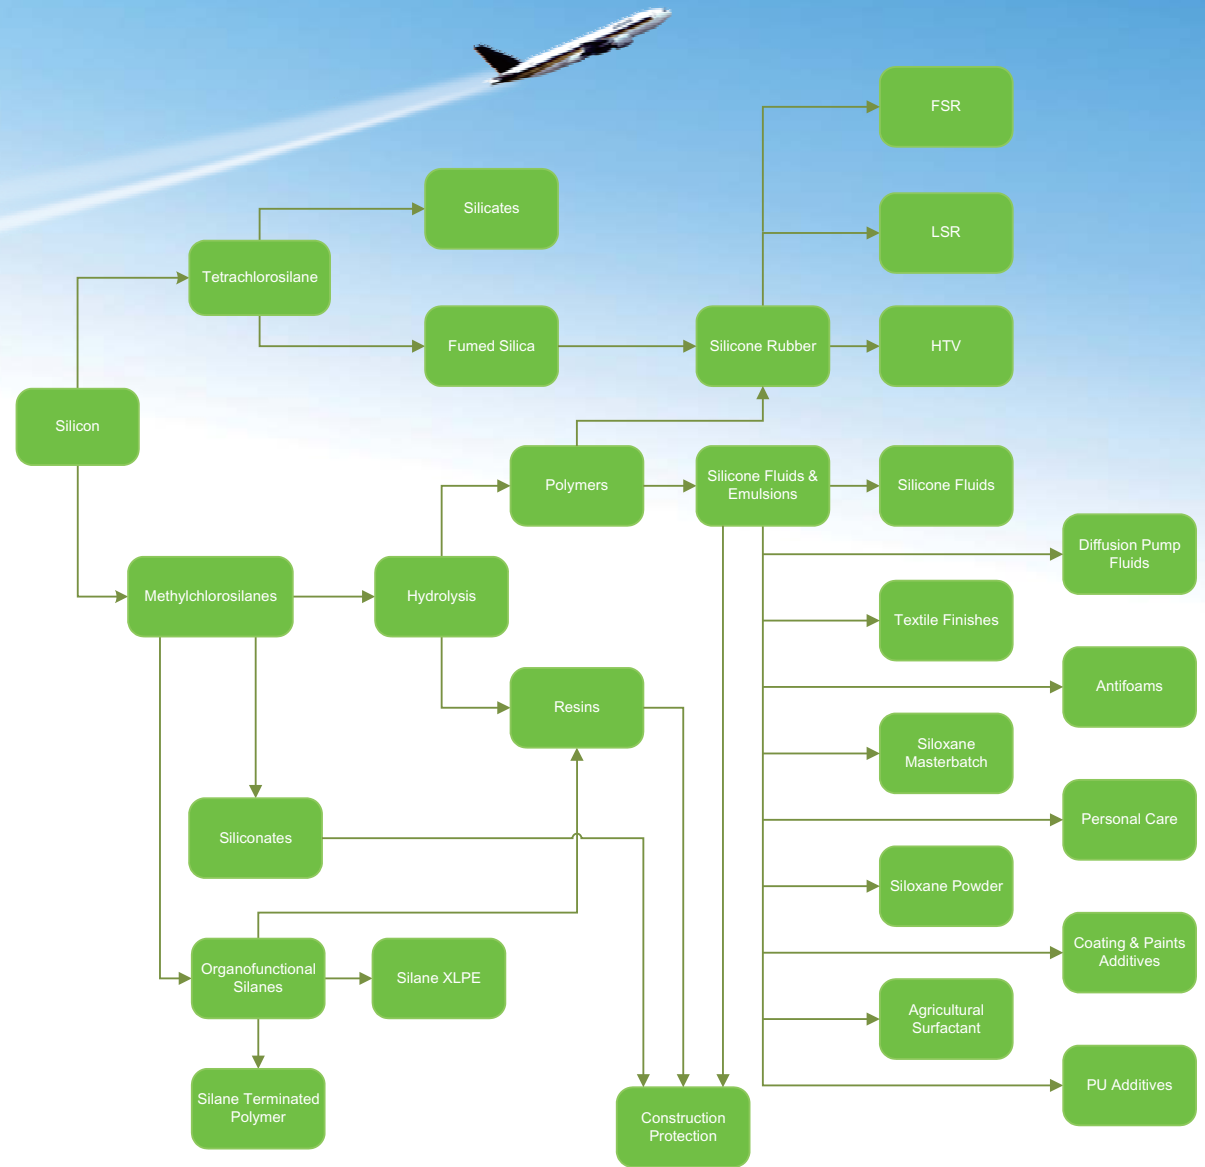 FSR
Silicates
LSR
Tetrachlorosilane
Fumed Silica
Silicone Rubber
HTV
Silicon
Polymers
Silicone Fluids &
Emulsions
Silicone Fluids
Diffusion Pump
Fluids
Methylchlorosilanes
Hydrolysis
Textile Finishes
Antifoams
Resins
Siloxane
Masterbatch
Personal Care
Siliconates
Siloxane Powder
Coating & Paints
Additives
Organofunctional
Silanes
Silane XLPE
Agricultural
Surfactant
Silane Terminated
Polymer
PU Additives
Construction
Protection